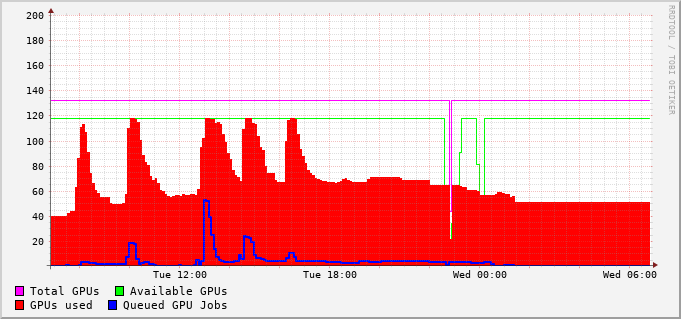 200
180
160
140
120
100
80
60
40
20
Tue 12:00 Tue 18:00 Wed 00:00 Wed 06:00
Total GPUs Available GPUs
GPUs used Queued GPU Jobs
RRDTOOL / TOBI OETIKER